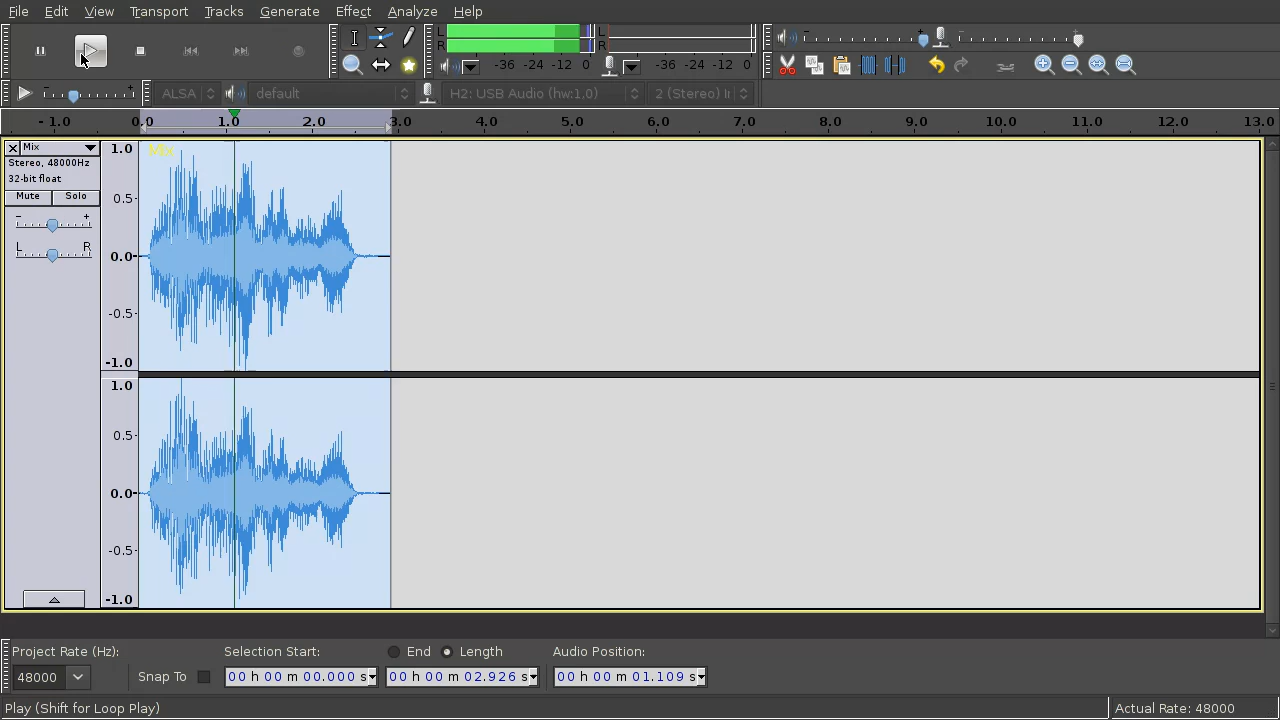 File Edit View Transport Tracks Generate Effect Analyze Help
L R
L R
-36 -24 -12 0
-36 -24 -12 0
ALSA default H2: USB Audio (hw:1,0) 2 (Stereo) Ir
- 1.0 0.0 1.0 2.0 3.0 4.0 5.0 6.0 7.0 8.0 9.0 10.0 11.0 12.0 13.0
Mix
Stereo, 48000Hz
32-bit float
Mute Solo
- +
L R
Mix
1.0
0.5-
0.0-
-0.5-
-1.0
1.0
0.5-
0.0-
-0.5-
-1.0
Project Rate (Hz): Selection Start: End Length Audio Position:
48000 Snap To 00 h 00 m 00.000 s 00 h 00 m 02.926 s 00 h 00 m 01.109 s
Play (Shift for Loop Play) Actual Rate: 48000